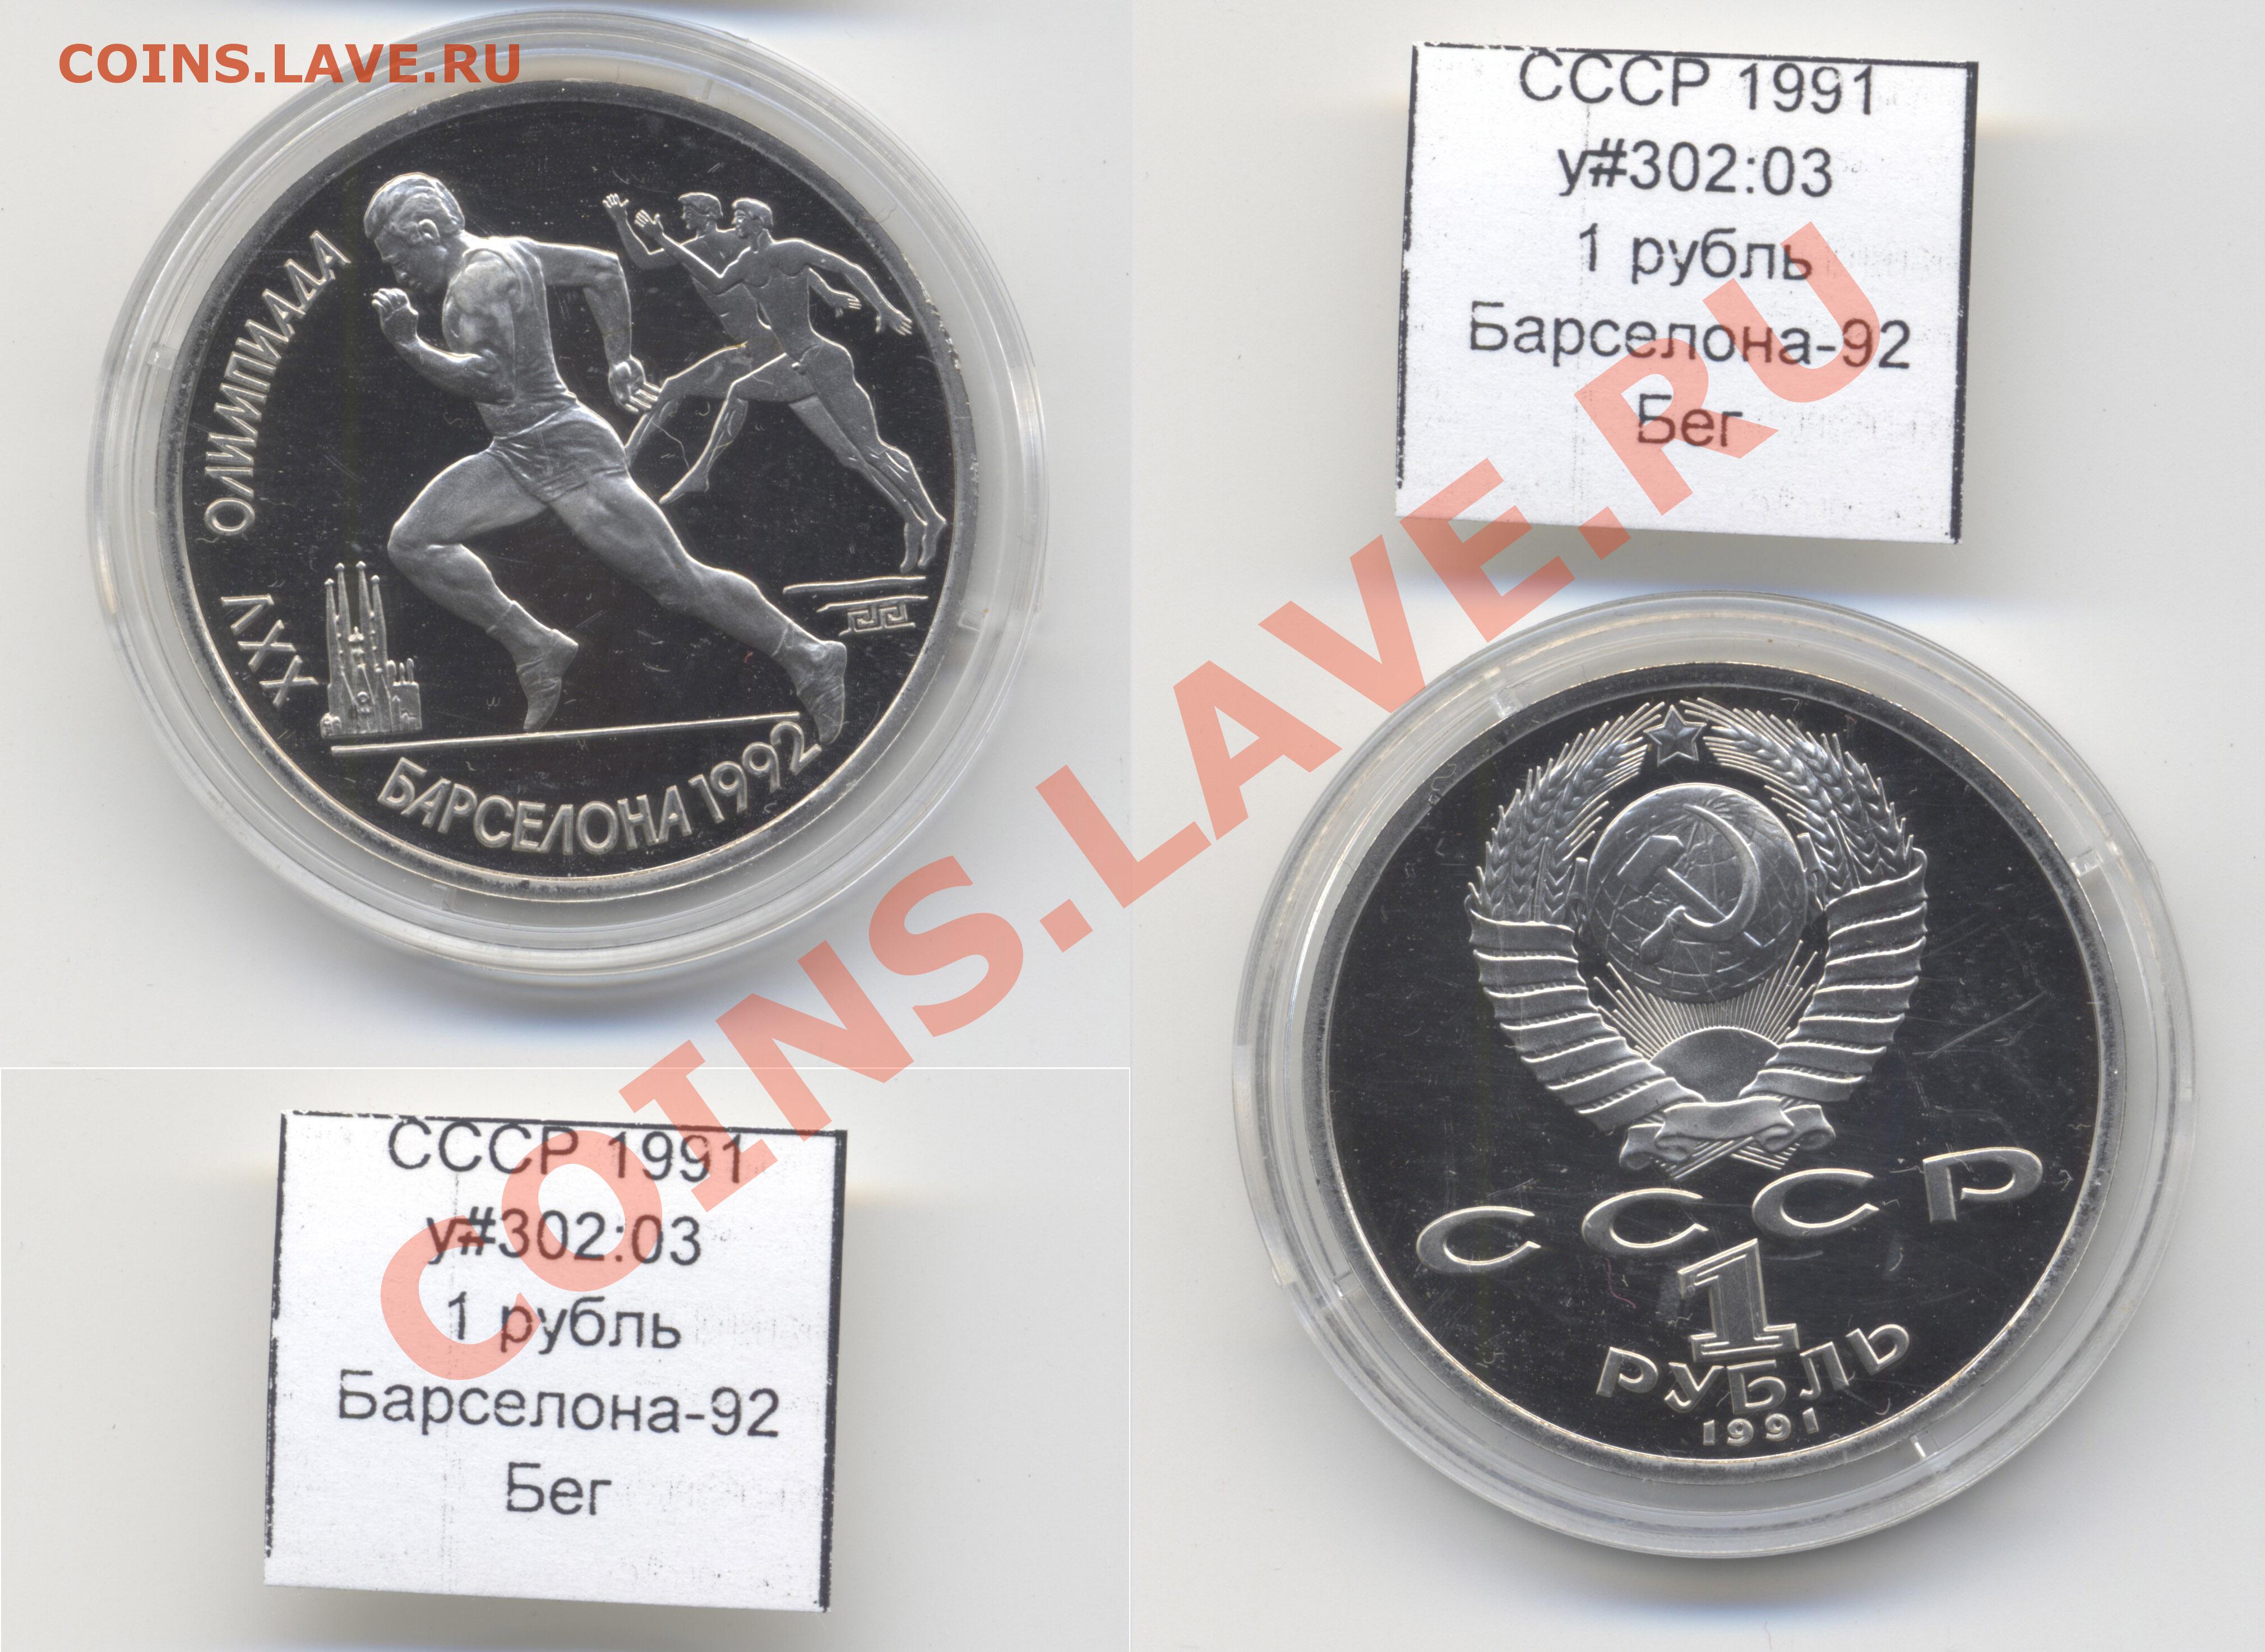 COINS.LAVE.RU
XXV ОЛИМПИАДА
БАРСЕЛОНА 1992
СССР 1991
y#302:03
1 рубль
Барселона-92
Бег
СССР 1991
y#302:03
1 рубль
Барселона-92
Бег
СССР
1
РУБЛЬ
1991
COINS.LAVE.RU